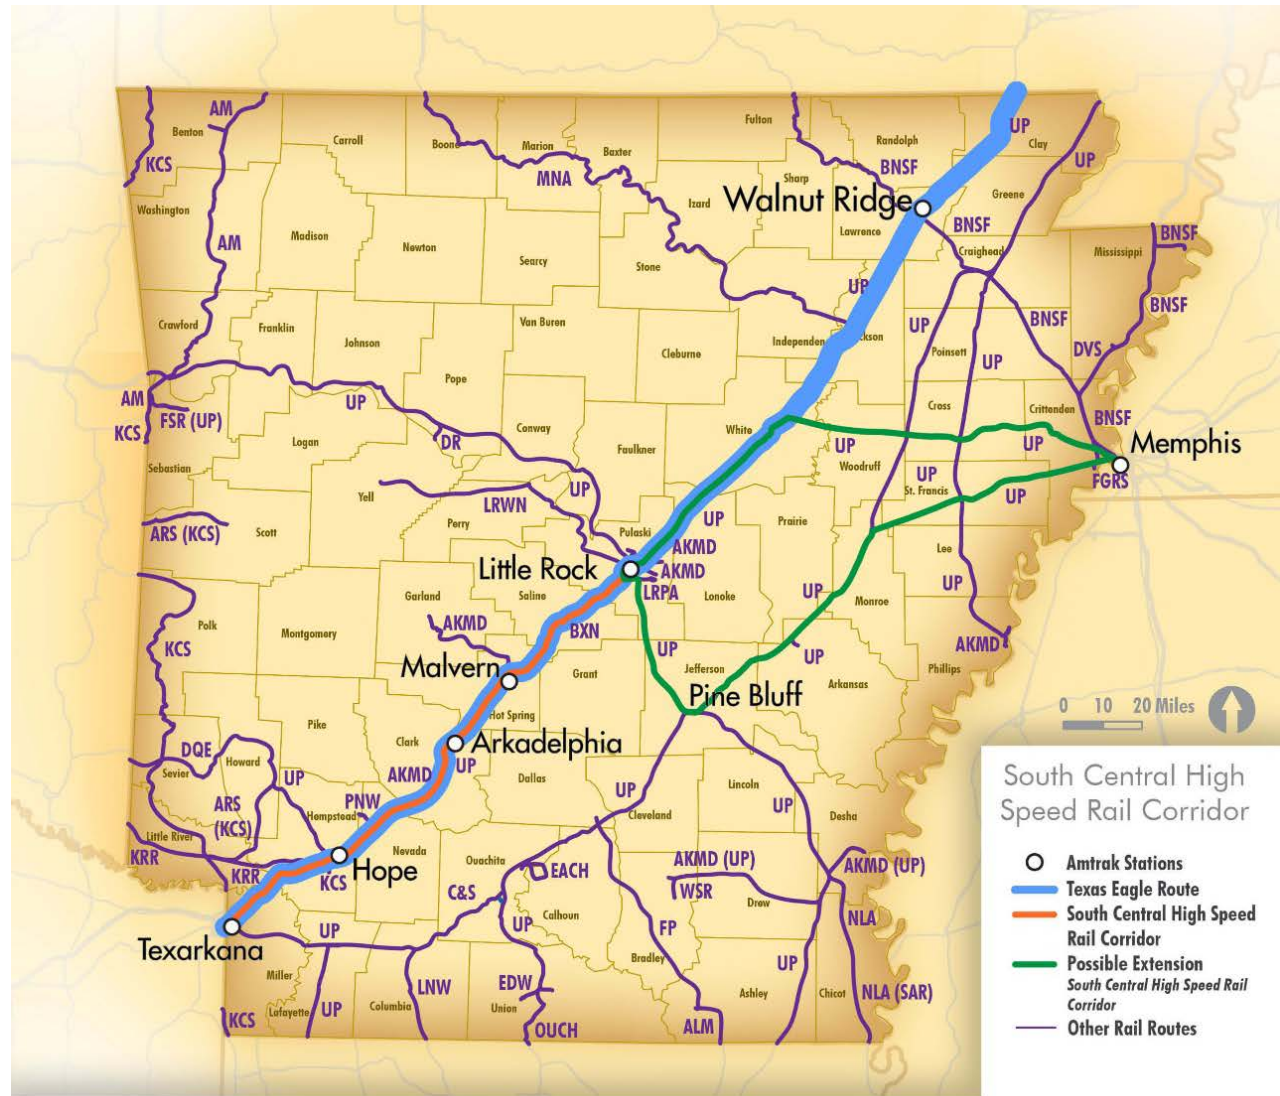 AM
Benton
KCS
Carroll
Boone
Marion
Baxter
MNA
Fulton
Randolph
BNSF
UP
Clay
UP
Sharp
Izard
Walnut Ridge
Greene
Lawrence
BNSF
Craighead
Mississippi
BNSF
BNSF
Washington
AM
Madison
Newton
Searcy
Stone
UP
Crawford
Franklin
Johnson
Van Buren
Cleburne
Independen
ckson
UP
Poinsett
UP
BNSF
DVS
AM
KCS
FSR (UP)
UP
Pope
DR
Conway
Logan
Faulkner
White
UP
Cross
Crittenden
UP
BNSF
Memphis
FGRS
Woodruff
UP
St. Francis
UP
Sebastian
Yell
UP
LRWN
Perry
Pulaski
UP
Prairie
ARS (KCS)
Scott
AKMD
AKMD
LRPA
Little Rock
Lee
UP
Garland
Saline
Lonoke
UP
Monroe
AKMD
BXN
AKMD
Polk
KCS
Montgomery
Malvern
Grant
UP
Jefferson
UP
Arkansas
Phillips
Pine Bluff
Hot Spring
Pike
Clark
Arkadelphia
AKMD
UP
Dallas
DQE
Howard
Sevier
UP
ARS
(KCS)
PNW
Hempstead
Little River
KRR
KRR
KCS
Hope
Nevada
Ouachita
C&S
EACH
UP
Cleveland
Lincoln
UP
Desha
AKMD (UP)
AKMD (UP)
WSR
Drew
NLA
Calhoun
UP
FP
Texarkana
UP
Miller
Lafayette
UP
KCS
Columbia
LNW
Union
EDW
OUCH
Bradley
ALM
Ashley
UP
Chicot
NLA (SAR)
0 10 20 Miles
South Central High
Speed Rail Corridor
Amtrak Stations
Texas Eagle Route
South Central High Speed
Rail Corridor
Possible Extension
South Central High Speed Rail
Corridor
Other Rail Routes